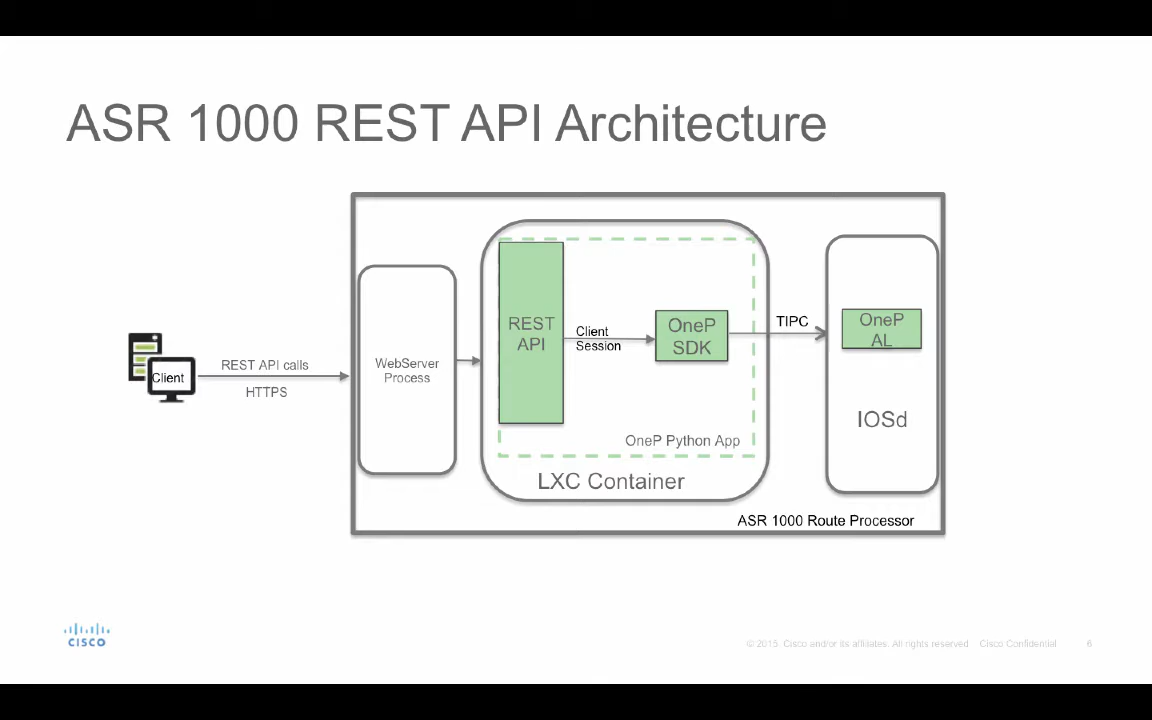 ASR 1000 REST API Architecture
Client
REST API calls
HTTPS
WebServer
Process
REST
API
Client
Session
OneP
SDK
OneP Python App
LXC Container
TIPC
OneP
AL
IOSd
ASR 1000 Route Processor
CISCO
© 2015 Cisco and/or its affiliates. All rights reserved Cisco Confidential 6